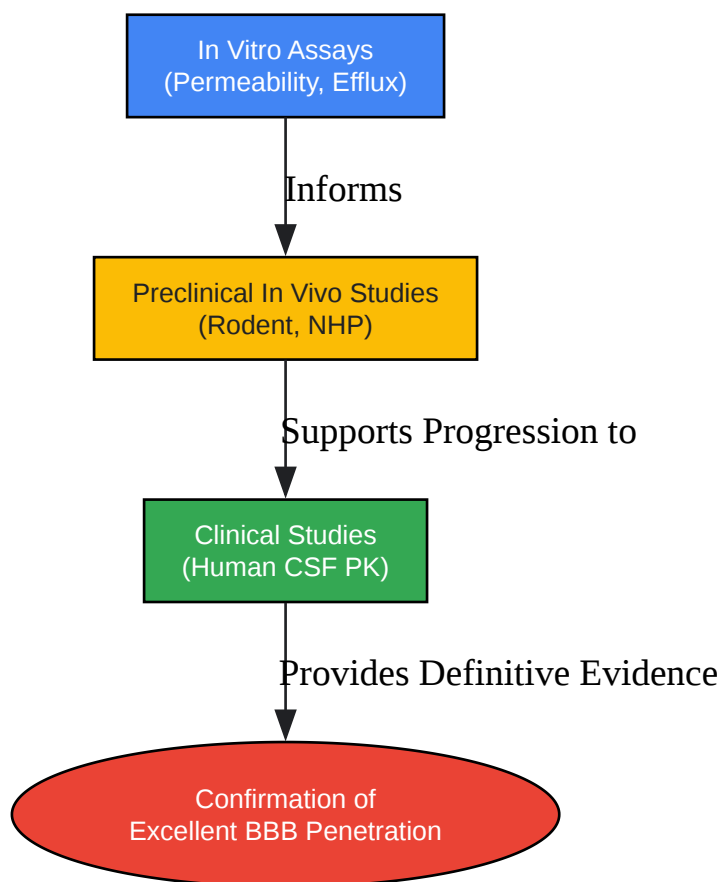 In Vitro Assays
(Permeability, Efflux)
Informs
Preclinical In Vivo Studies
(Rodent, NHP)
Supports Progression to
Clinical Studies
(Human CSF PK)
Provides Definitive Evidence
Confirmation of
Excellent BBB Penetration